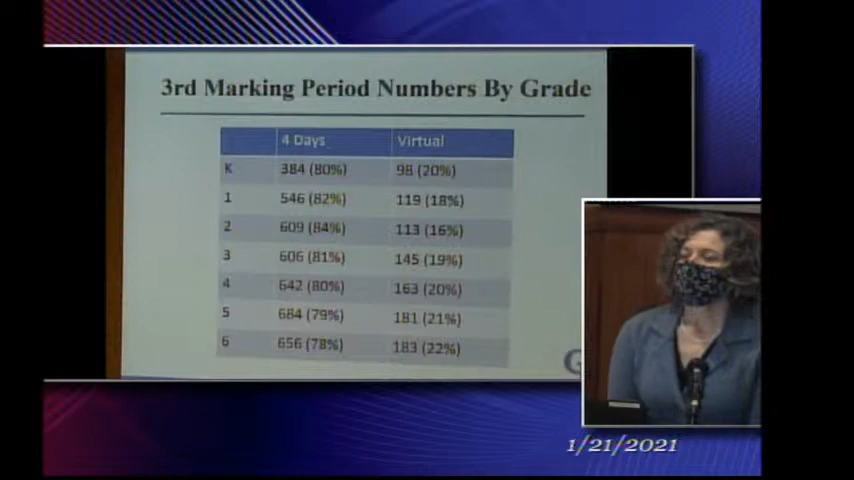 3rd Marking Period Numbers By Grade
4 Days Virtual
K 384 (80%) 98 (20%)
1 546 (82%) 119 (18%)
2 609 (84%) 113 (16%)
3 606 (81%) 145 (19%)
4 642 (80%) 163 (20%)
5 684 (79%) 181 (21%)
6 656 (78%) 183 (22%)
G
1/21/2021